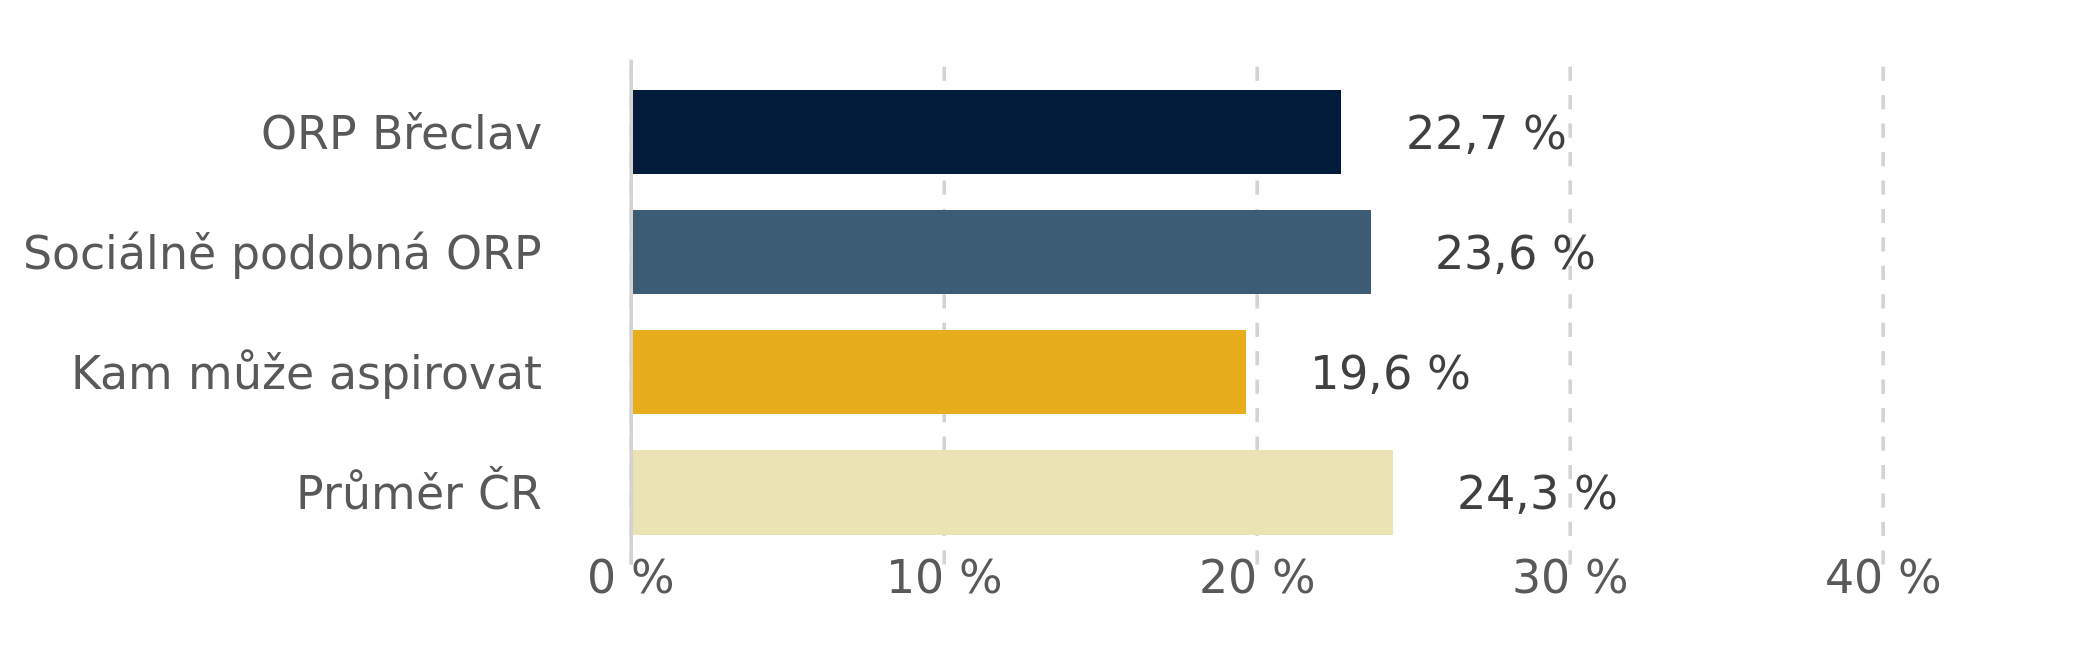 ORP Břeclav 22,7 %
Sociálně podobná ORP 23,6 %
Kam může aspirovat 19,6 %
Průměr ČR 24,3 %
0 % 10 % 20 % 30 % 40 %